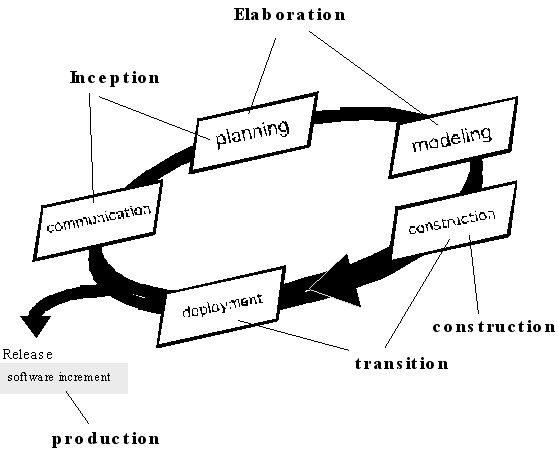 Elaboration
Inception
planning
modeling
communication
construction
deployment
construction
transition
Release
software increment
production